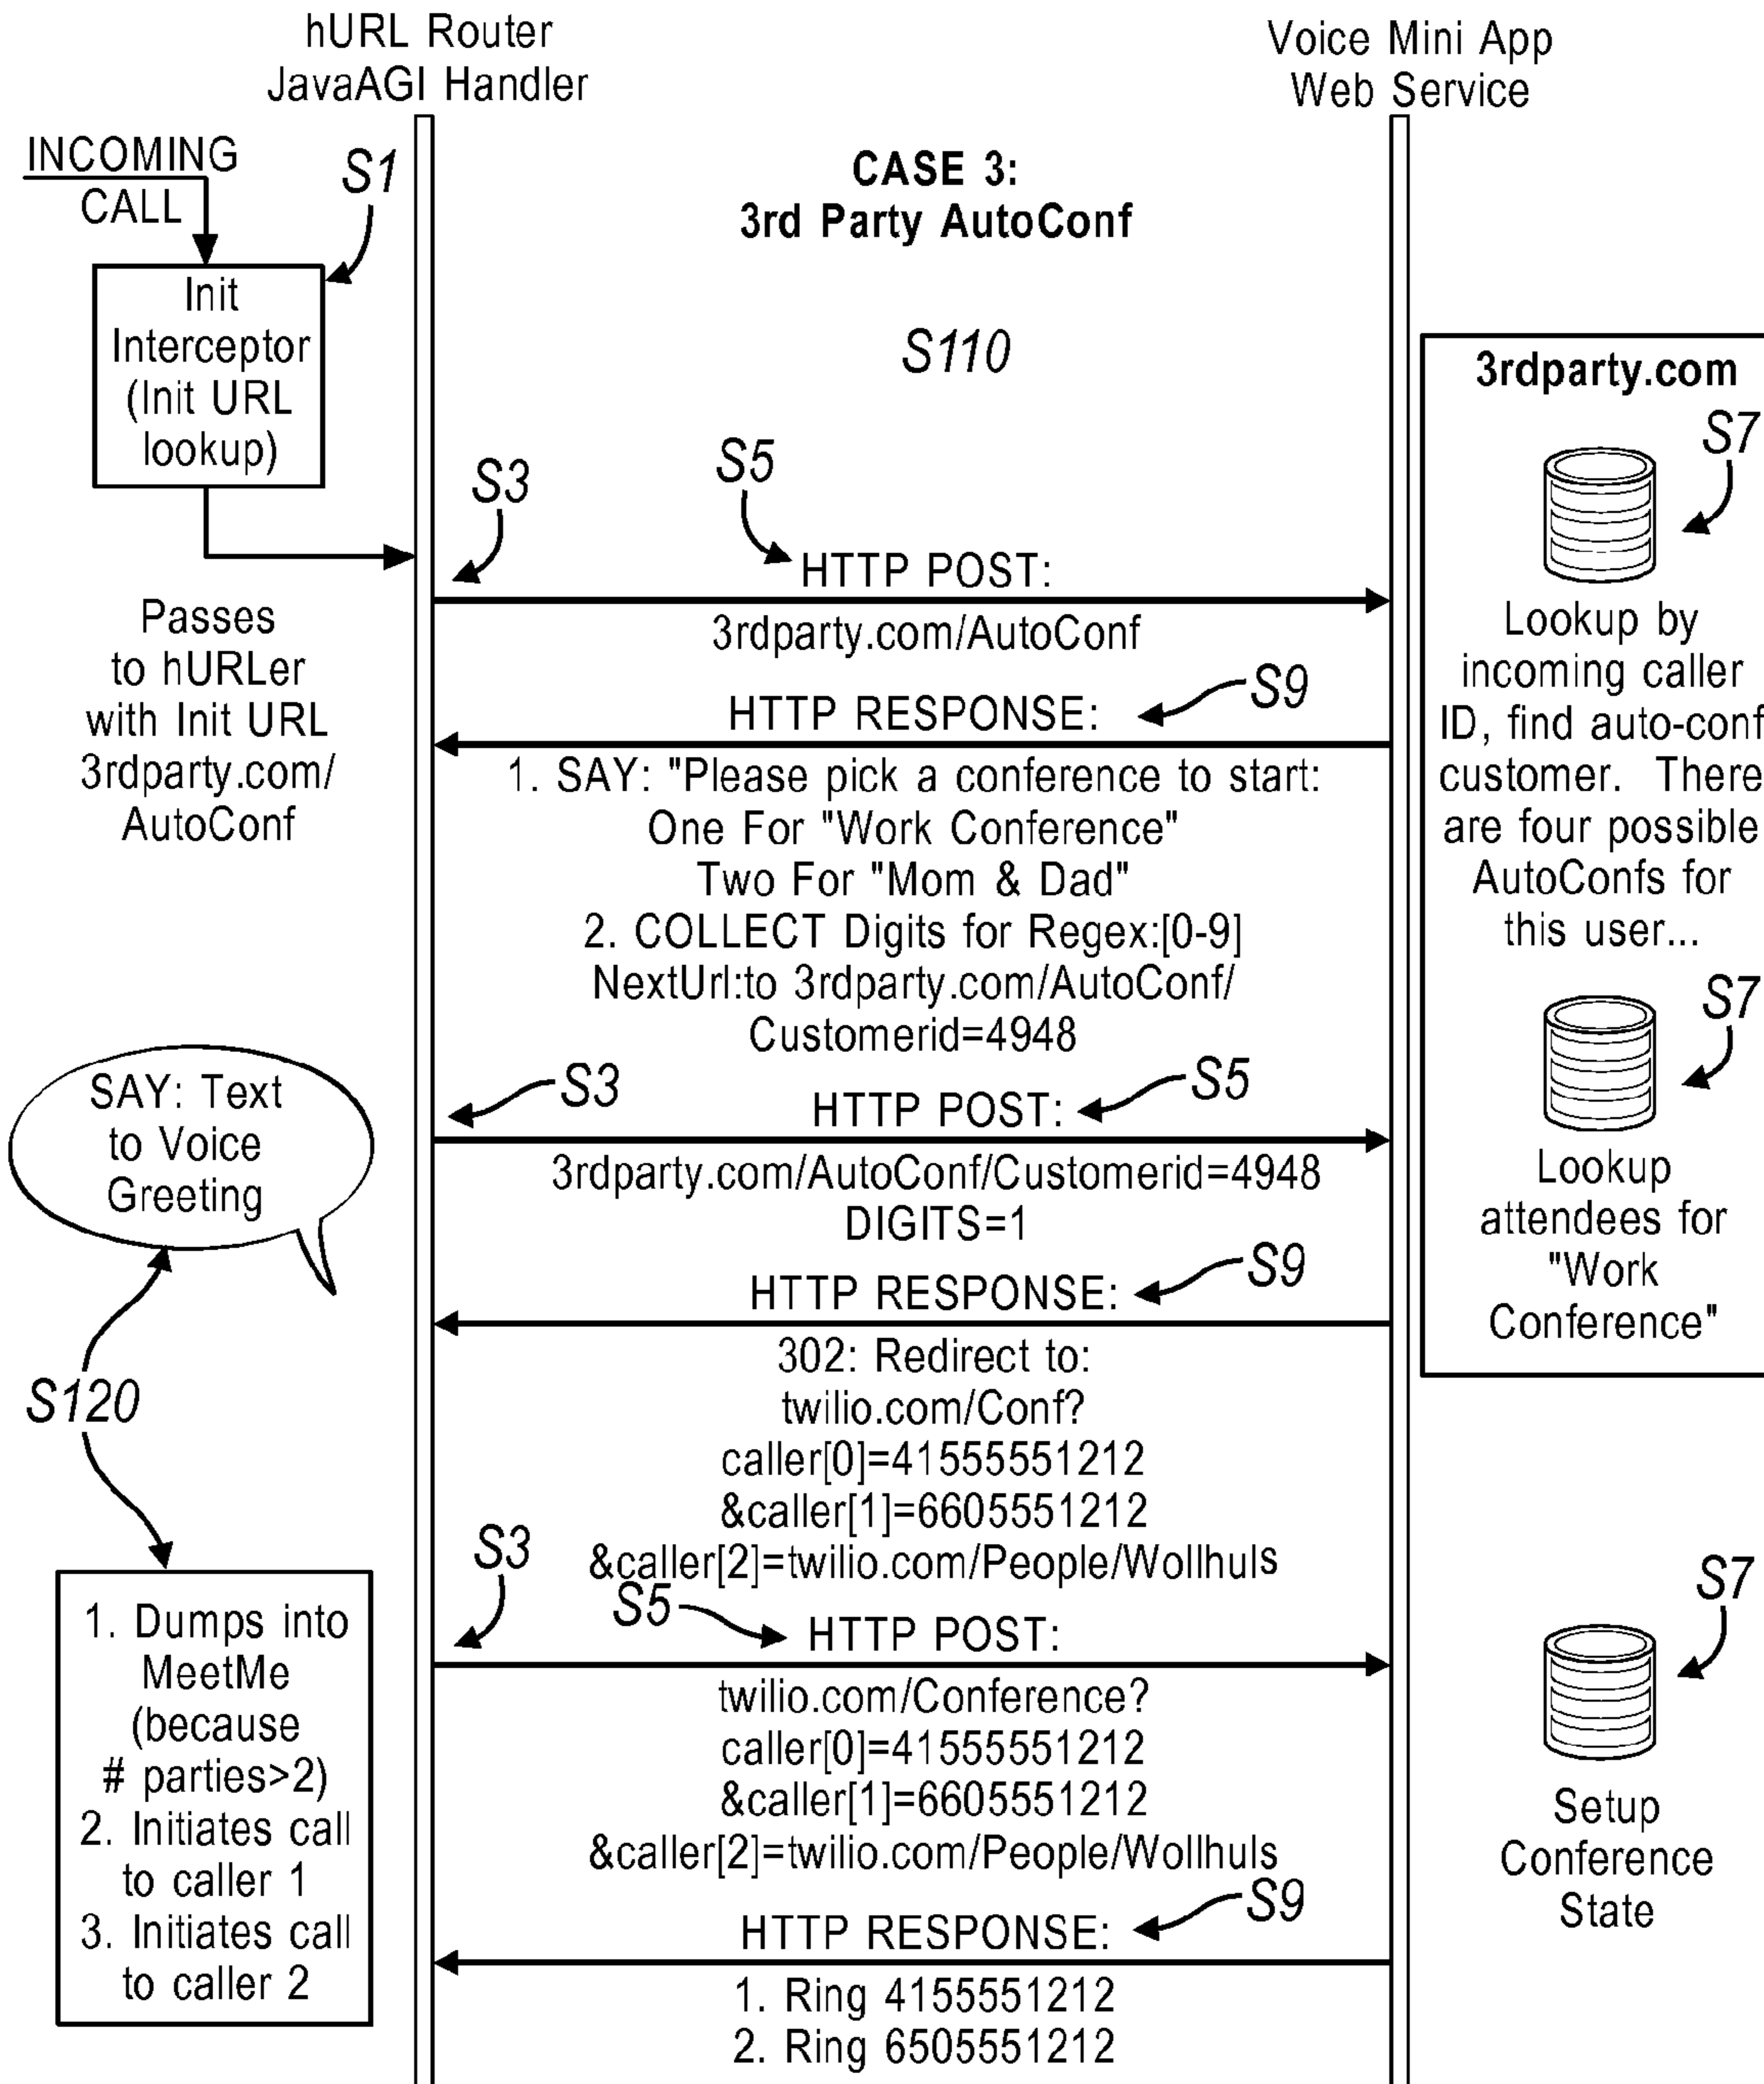 hURL Router
JavaAGI Handler
Voice Mini App
Web Service
INCOMING
CALL
S1
CASE 3:
3rd Party AutoConf
S110
Init
Interceptor
(Init URL
lookup)
Passes
to hURLer
with Init URL
3rdparty.com/
AutoConf
S3
S5
HTTP POST:
3rdparty.com/AutoConf
HTTP RESPONSE:
S9
1. SAY: "Please pick a conference to start:
One For "Work Conference"
Two For "Mom & Dad"
2. COLLECT Digits for Regex:[0-9]
NextUrl:to 3rdparty.com/AutoConf/
Customerid=4948
3rdparty.com
S7
Lookup by
incoming caller
ID, find auto-conf
customer. There
are four possible
AutoConfs for
this user...
S7
Lookup
attendees for
"Work
Conference"
SAY: Text
to Voice
Greeting
S3
HTTP POST:
S5
3rdparty.com/AutoConf/Customerid=4948
DIGITS=1
HTTP RESPONSE:
S9
302: Redirect to:
twilio.com/Conf?
caller[0]=41555551212
&caller[1]=6605551212
&caller[2]=twilio.com/People/Wollhuls
S120
1. Dumps into
MeetMe
(because
# parties>2)
2. Initiates call
to caller 1
3. Initiates call
to caller 2
S3
S5
HTTP POST:
twilio.com/Conference?
caller[0]=41555551212
&caller[1]=6605551212
&caller[2]=twilio.com/People/Wollhuls
S7
Setup
Conference
State
HTTP RESPONSE:
S9
1. Ring 4155551212
2. Ring 6505551212